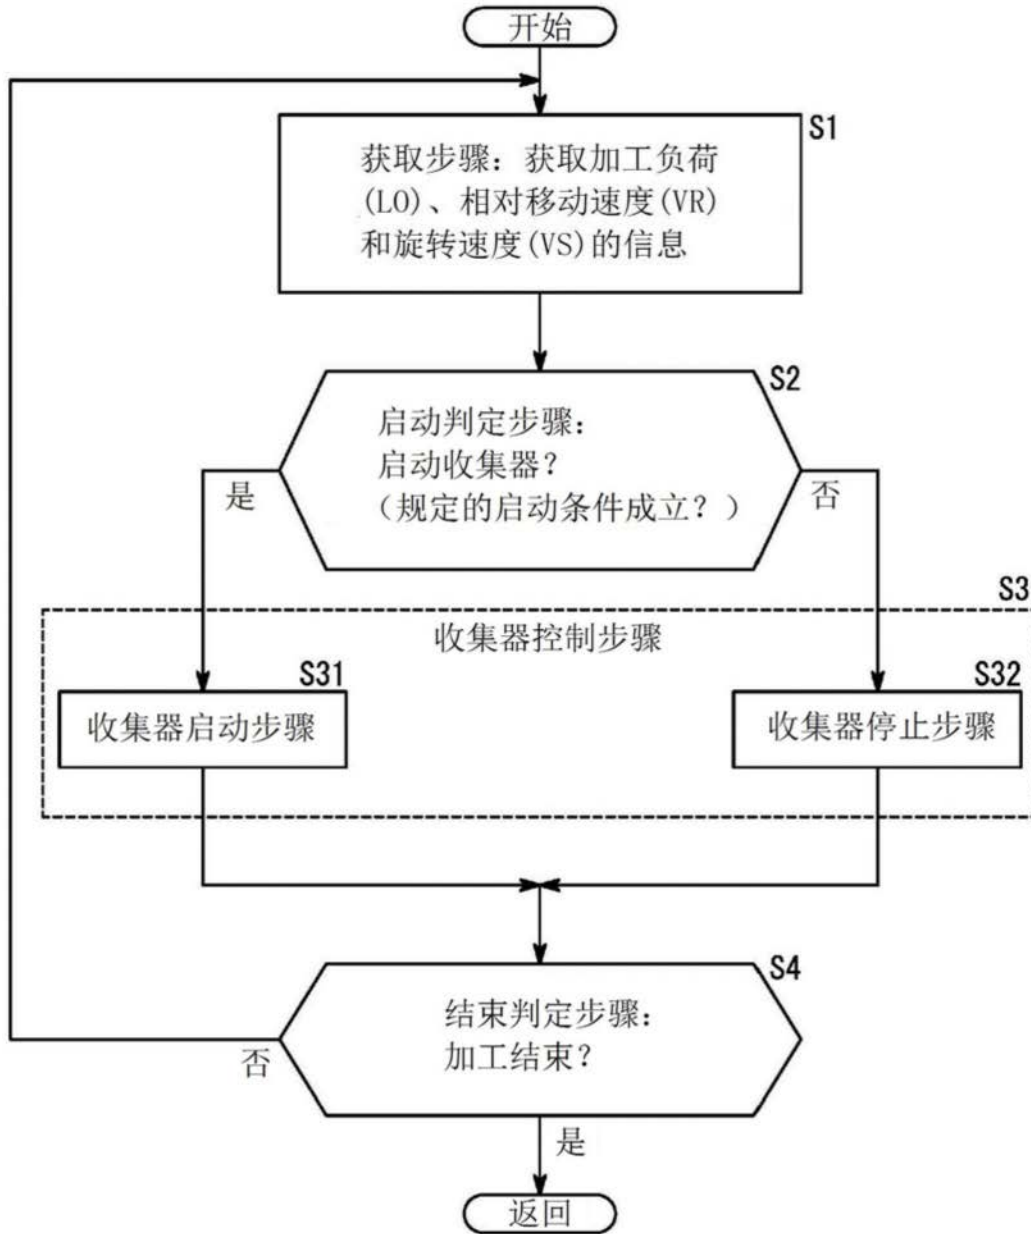 开始
S1
获取步骤：获取加工负荷
(LO)、相对移动速度(VR)
和旋转速度(VS)的信息
S2
启动判定步骤：
启动收集器？
（规定的启动条件成立？）
是
否
S3
收集器控制步骤
S31
S32
收集器启动步骤
收集器停止步骤
S4
结束判定步骤：
加工结束？
否
是
返回